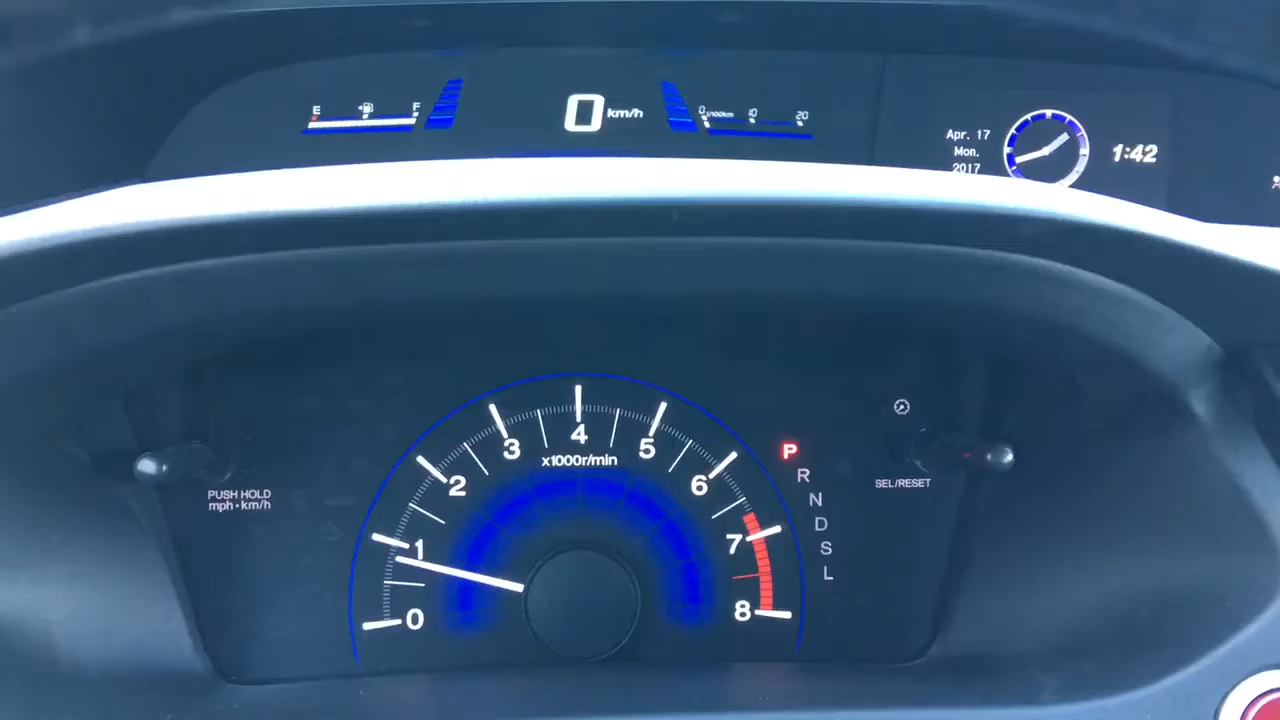 E F
0 km/h
0 l/100km 10 20
Apr. 17
Mon.
2017
1:42
0 1 2 3 4 5 6 7 8
x1000r/min
P
R
N
D
S
L
PUSH HOLD
mph•km/h
SEL/RESET